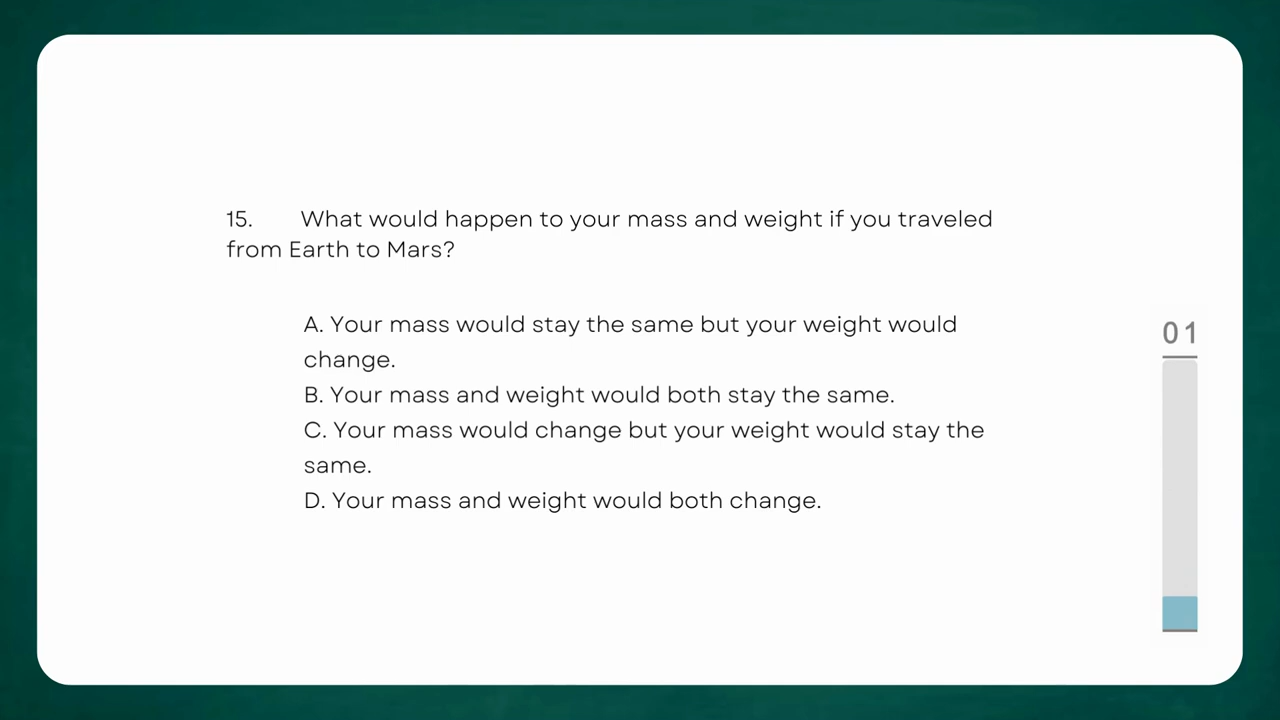 15. What would happen to your mass and weight if you traveled
from Earth to Mars?
A. Your mass would stay the same but your weight would
change.
B. Your mass and weight would both stay the same.
C. Your mass would change but your weight would stay the
same.
D. Your mass and weight would both change.
01